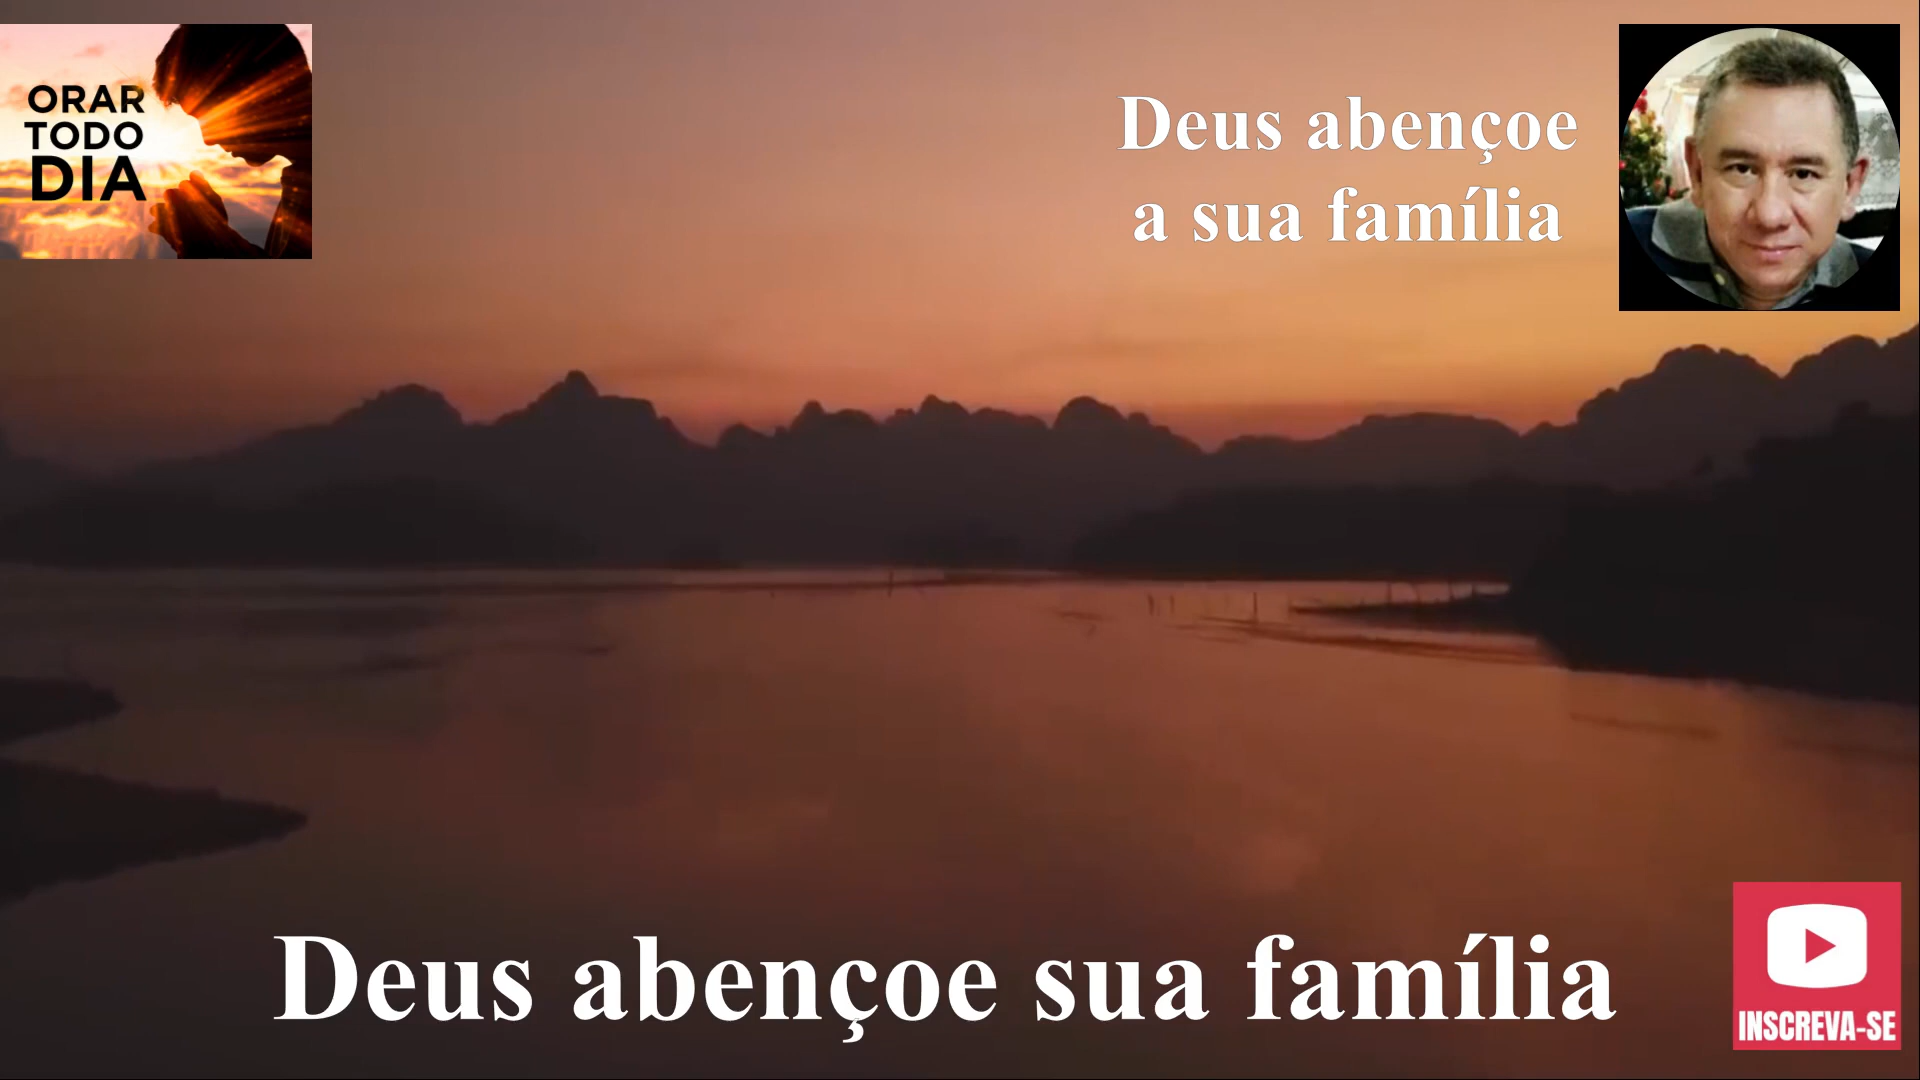 ORAR
TODO
DIA
Deus abençoe
a sua família
Deus abençoe sua família
INSCREVA-SE